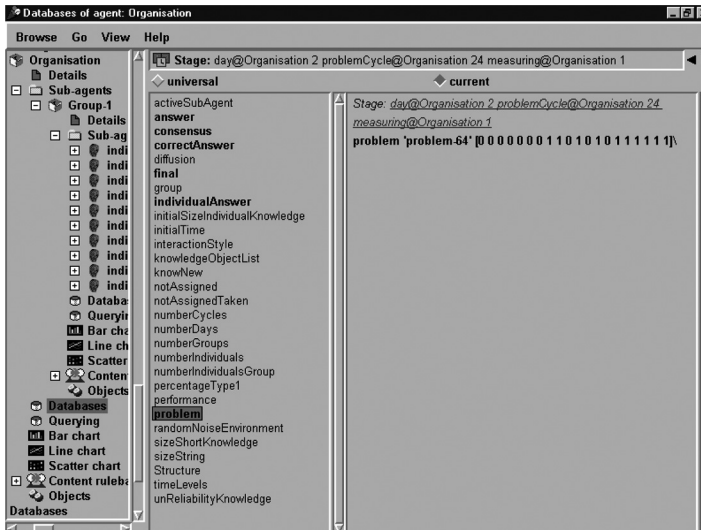 Databases of agent: Organisation
Browse Go View Help
Organisation
Details
Sub-agents
Group-1
Details
Sub-ag
indi
indi
indi
indi
indi
indi
indi
indi
indi
indi
Databa
Queryin
Bar cha
Line ch
Scatter
Conten
Objects
Databases
Querying
Bar chart
Line chart
Scatter chart
Content ruleba
Objects
Databases
Stage: day@Organisation 2 problemCycle@Organisation 24 measuring@Organisation 1
universal
current
activeSubAgent
answer
consensus
correctAnswer
diffusion
final
group
individualAnswer
initialSizeIndividualKnowledge
initialTime
interactionStyle
knowledgeObjectList
knowNew
notAssigned
notAssignedTaken
numberCycles
numberDays
numberGroups
numberIndividuals
numberIndividualsGroup
percentageType1
performance
problem
randomNoiseEnvironment
sizeShortKnowledge
sizeString
Structure
timeLevels
unReliabilityKnowledge
Stage: day@Organisation 2 problemCycle@Organisation 24
measuring@Organisation 1
problem 'problem-64' [0 0 0 0 0 0 0 1 1 0 1 0 1 0 1 1 1 1 1 1]\